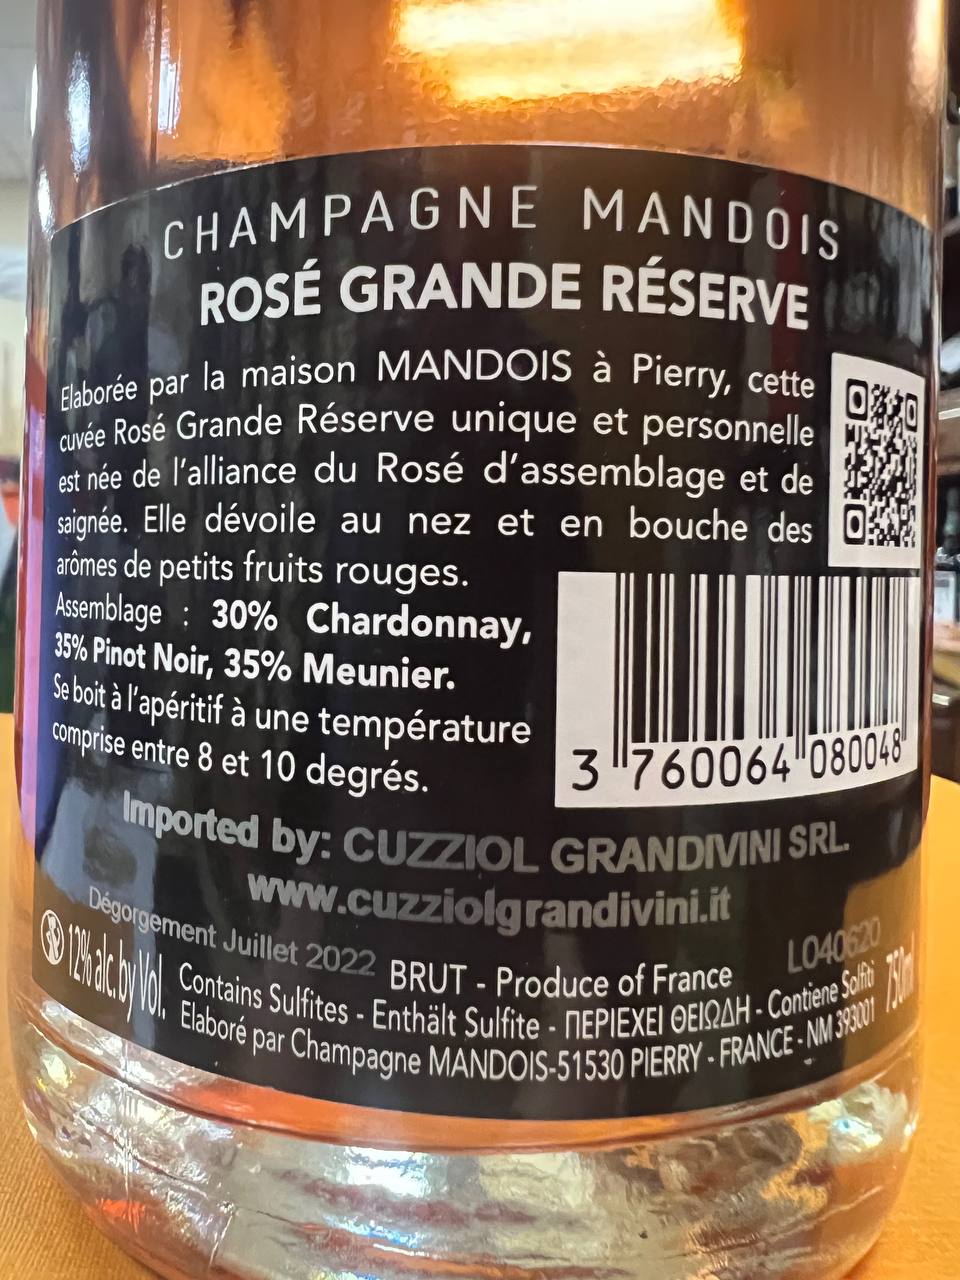 CHAMPAGNE MANDOIS
ROSÉ GRANDE RÉSERVE
Elaborée par la maison MANDOIS à Pierry, cette
cuvée Rosé Grande Réserve unique et personnelle
est née de l'alliance du Rosé d'assemblage et de
saignée. Elle dévoile au nez et en bouche des
arômes de petits fruits rouges.
Assemblage : 30% Chardonnay,
35% Pinot Noir, 35% Meunier.
Se boit à l'apéritif à une température
comprise entre 8 et 10 degrés.
3 760064 080048
Imported by: CUZZIOL GRANDIVINI SRL.
www.cuzziolgrandivini.it
Dégorgement Juillet 2022
L040620
12% alc. by Vol.
BRUT - Produce of France
750ml
Contains Sulfites - Enthält Sulfite - ΠΕΡΙΕΧΕΙ ΘΕΙΩΔΗ - Contiene Solfiti
Elaboré par Champagne MANDOIS-51530 PIERRY - FRANCE - NM 393001